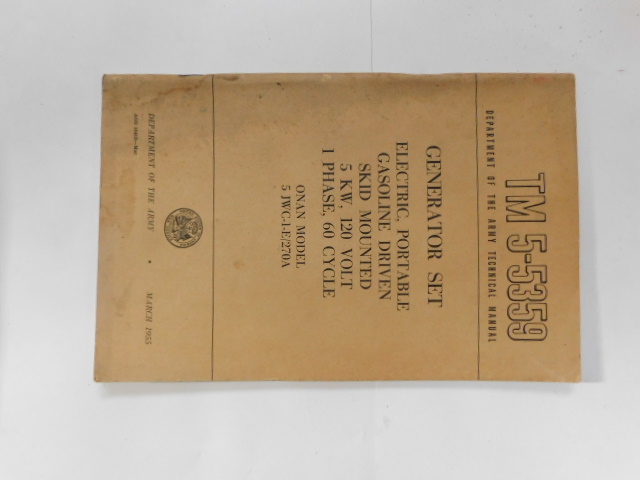 TM 5-5359
DEPARTMENT OF THE ARMY TECHNICAL MANUAL
GENERATOR SET
ELECTRIC, PORTABLE
GASOLINE DRIVEN
SKID MOUNTED
5 KW, 120 VOLT
1 PHASE, 60 CYCLE
ONAN MODEL
5 JWC-1-E/270A
DEPARTMENT OF THE ARMY • MARCH 1955